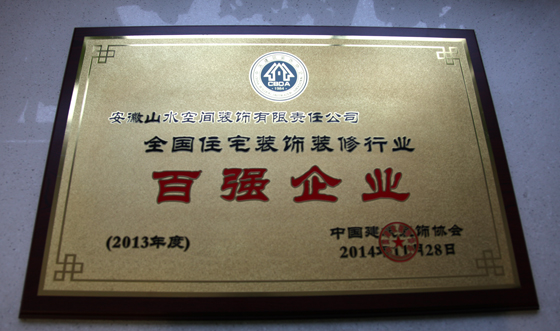 CBDA
1984
安徽山水空间装饰有限责任公司
全国住宅装饰装修行业
百强企业
(2013年度)
中国建筑装饰协会
2014年11月28日